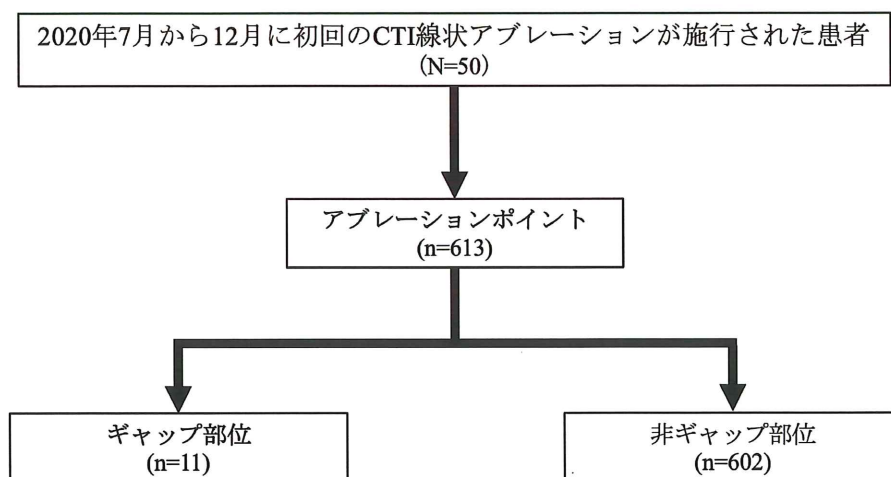 2020年7月から12月に初回のCTI線状アブレーションが施行された患者
(N=50)
アブレーションポイント
(n=613)
ギャップ部位
(n=11)
非ギャップ部位
(n=602)